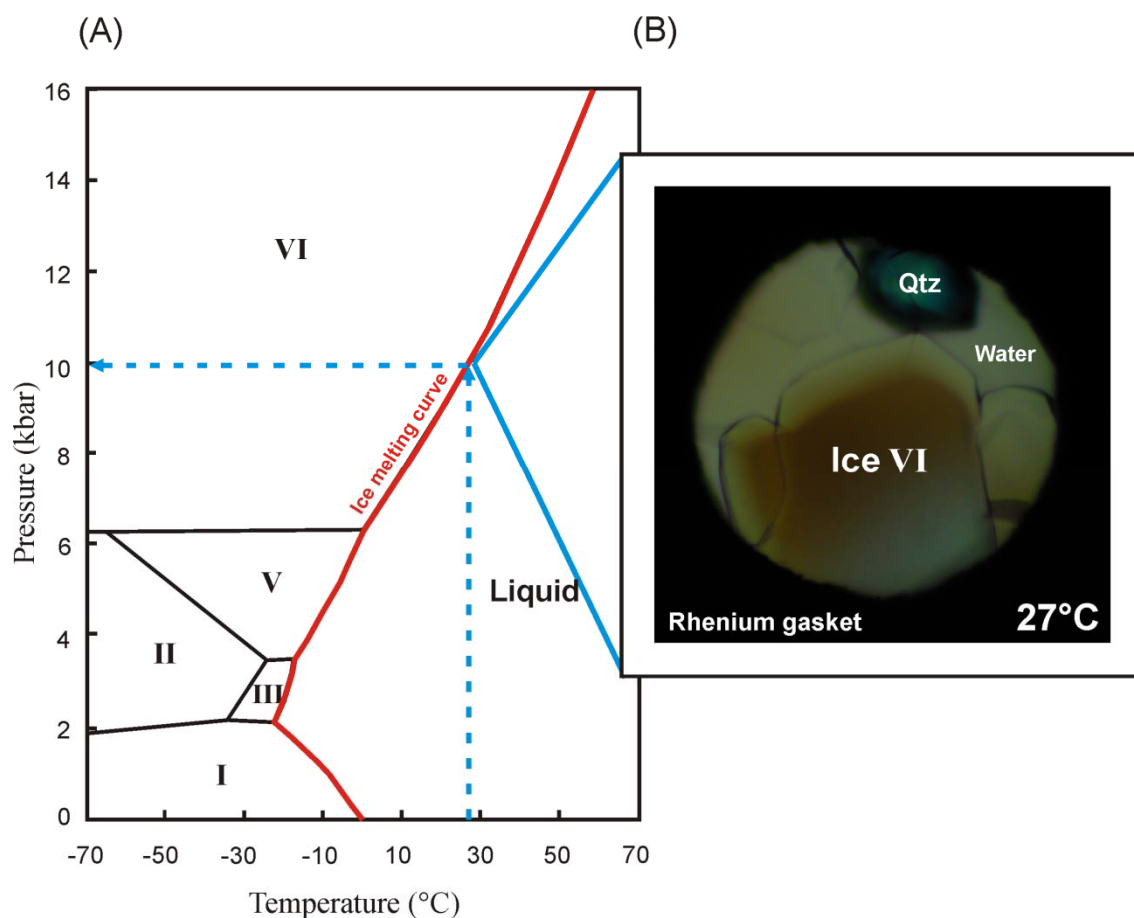 (A)
(B)
16
14
12
10
8
6
4
2
0
Pressure (kbar)
VI
Ice melting curve
V
Liquid
II
III
I
-70
-50
-30
-10
10
30
50
70
Temperature (°C)
Qtz
Water
Ice VI
Rhenium gasket
27°C